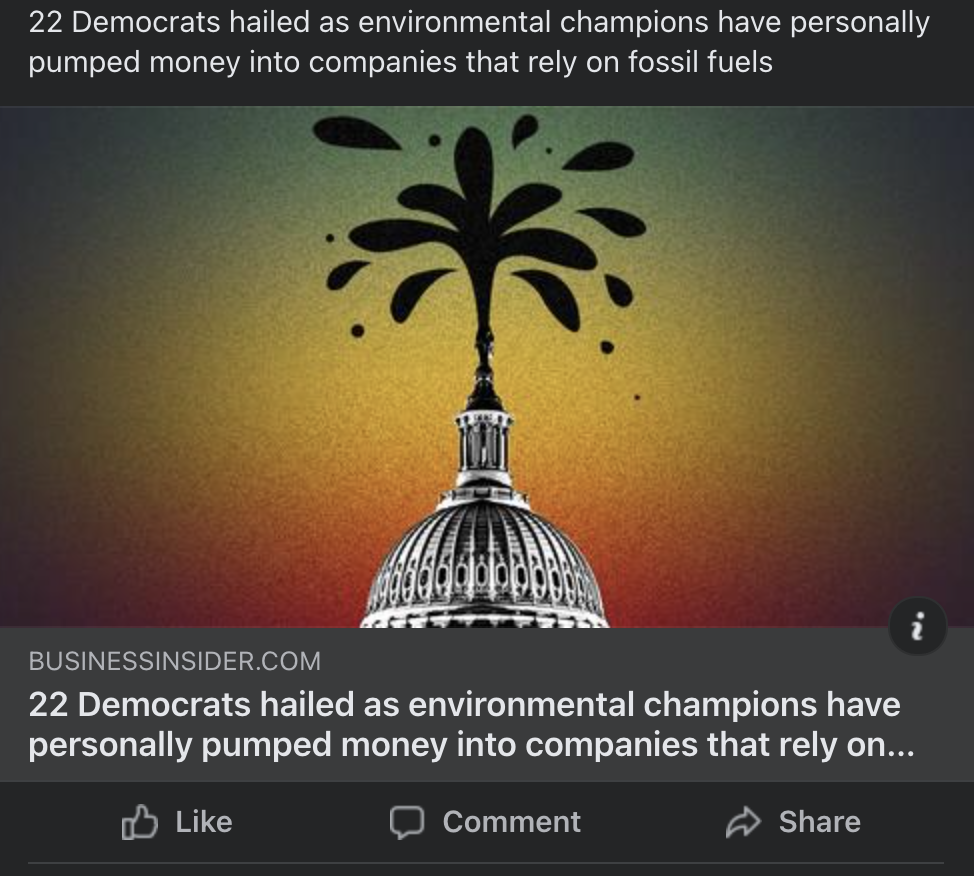 22 Democrats hailed as environmental champions have personally
pumped money into companies that rely on fossil fuels
i
BUSINESSINSIDER.COM
22 Democrats hailed as environmental champions have
personally pumped money into companies that rely on...
Like Comment Share